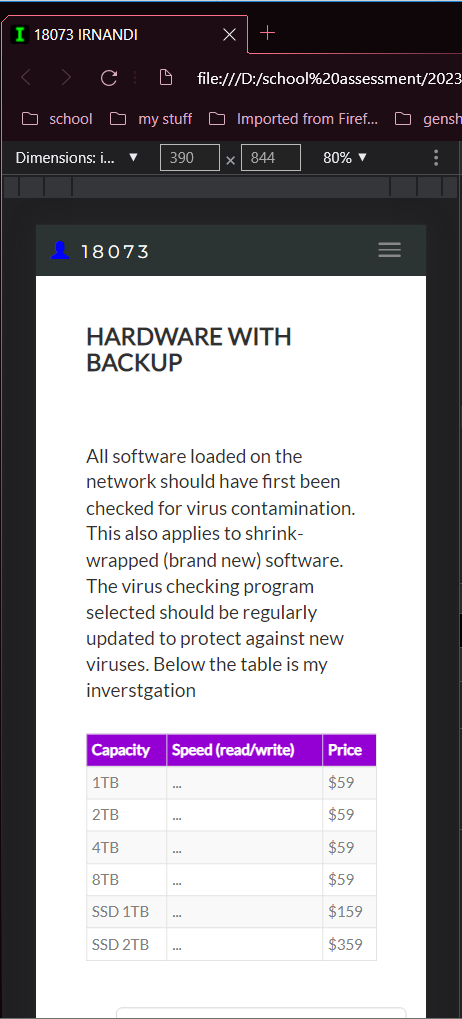 18073 IRNANDI
file:///D:/school%20assessment/2023
school my stuff Imported from Firef... gensh
Dimensions: i... ▼ 390 × 844 80% ▼
18073
HARDWARE WITH
BACKUP
All software loaded on the
network should have first been
checked for virus contamination.
This also applies to shrink-
wrapped (brand new) software.
The virus checking program
selected should be regularly
updated to protect against new
viruses. Below the table is my
inverstgation
Capacity Speed (read/write) Price
1TB ... $59
2TB ... $59
4TB ... $59
8TB ... $59
SSD 1TB ... $159
SSD 2TB ... $359